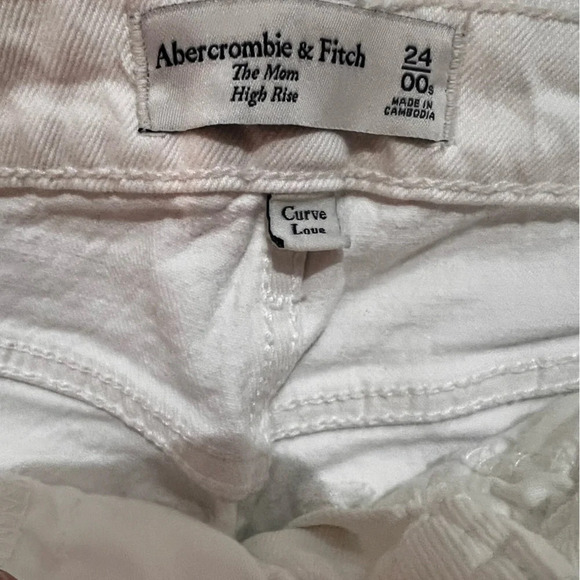 Abercrombie & Fitch
The Mom
High Rise
24
00s
MADE IN
CAMBODIA
Curve
Love